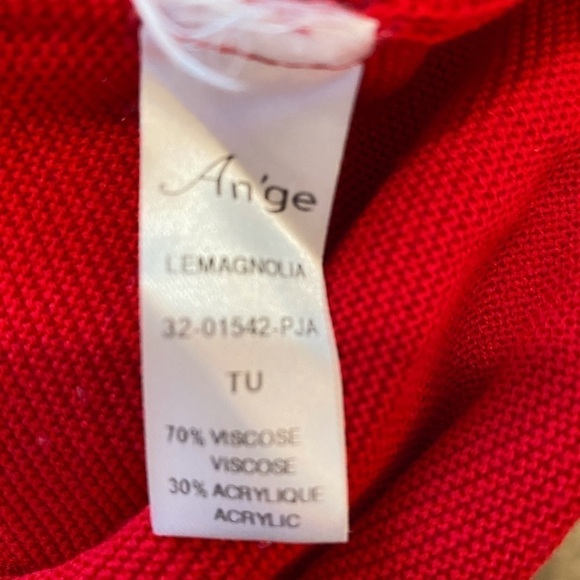 An'ge
LEMAGNOLIA
32-01542-PJA
TU
70% VISCOSE
VISCOSE
30% ACRYLIQUE
ACRYLIC